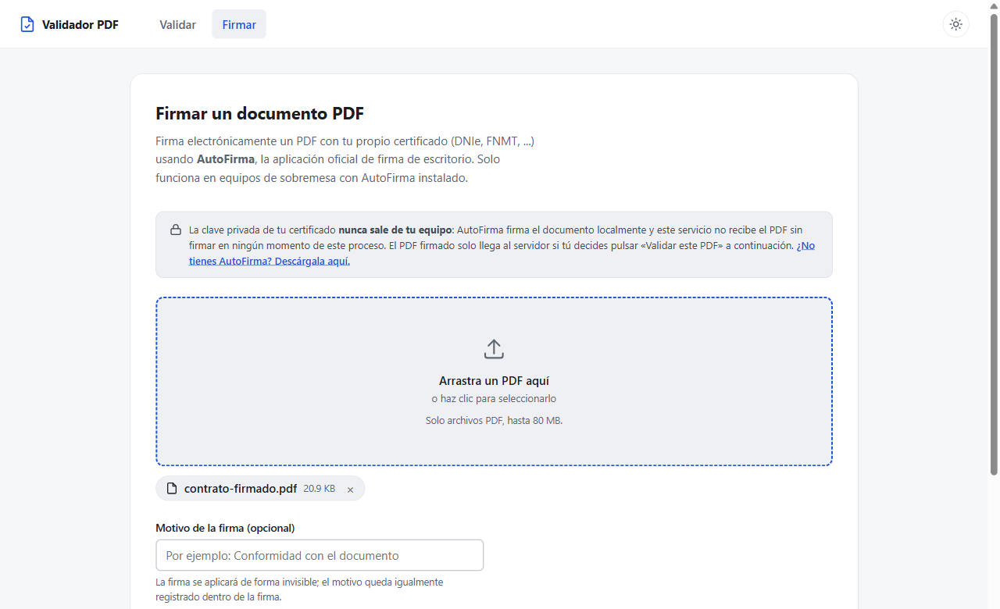 Validador PDF
Validar
Firmar
Firmar un documento PDF
Firma electrónicamente un PDF con tu propio certificado (DNIe, FNMT, ...)
usando AutoFirma, la aplicación oficial de firma de escritorio. Solo
funciona en equipos de sobremesa con AutoFirma instalado.
La clave privada de tu certificado nunca sale de tu equipo: AutoFirma firma el documento localmente y este servicio no recibe el PDF sin
firmar en ningún momento de este proceso. El PDF firmado solo llega al servidor si tú decides pulsar «Validar este PDF» a continuación. ¿No
tienes AutoFirma? Descárgala aquí.
Arrastra un PDF aquí
o haz clic para seleccionarlo
Solo archivos PDF, hasta 80 MB.
contrato-firmado.pdf 20.9 KB ×
Motivo de la firma (opcional)
Por ejemplo: Conformidad con el documento
La firma se aplicará de forma invisible; el motivo queda igualmente
registrado dentro de la firma.